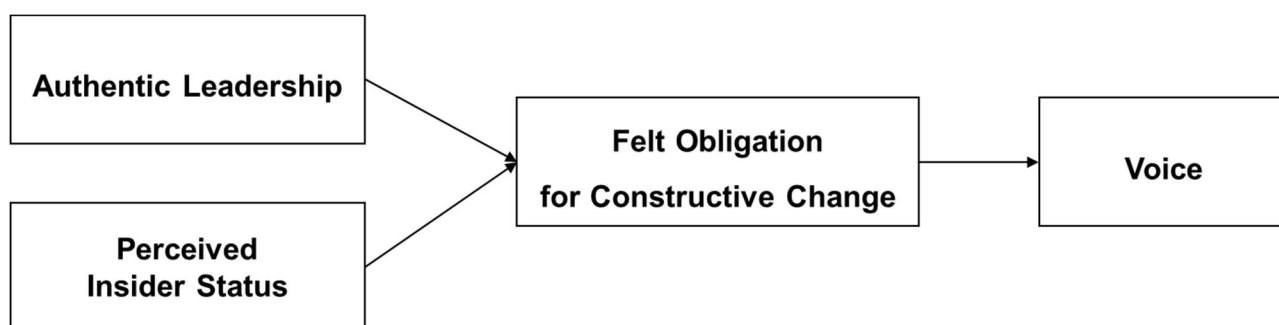 Authentic Leadership
Perceived
Insider Status
Felt Obligation
for Constructive Change
Voice